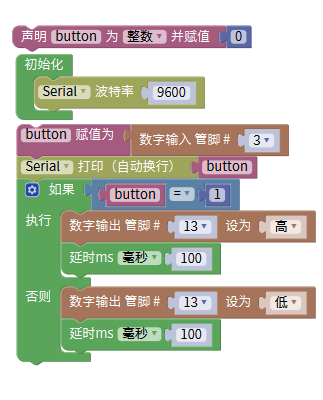 声明 button 为 整数 并赋值 0
初始化
Serial 波特率 9600
button 赋值为 数字输入 管脚 # 3
Serial 打印（自动换行） button
如果 button = 1
执行 数字输出 管脚 # 13 设为 高
延时ms 毫秒 100
否则 数字输出 管脚 # 13 设为 低
延时ms 毫秒 100